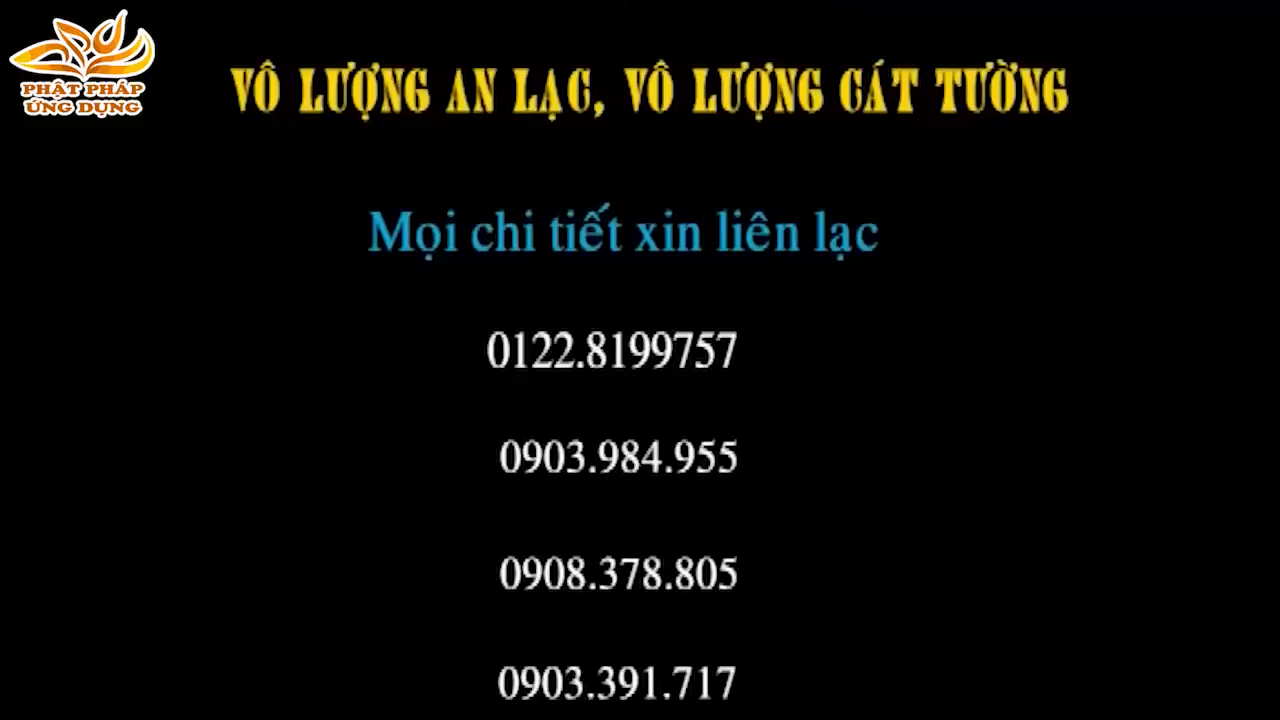 PHẬT PHÁP
ỨNG DỤNG
VÔ LƯỢNG AN LẠC, VÔ LƯỢNG CÁT TƯỜNG
Mọi chi tiết xin liên lạc
0122.8199757
0903.984.955
0908.378.805
0903.391.717